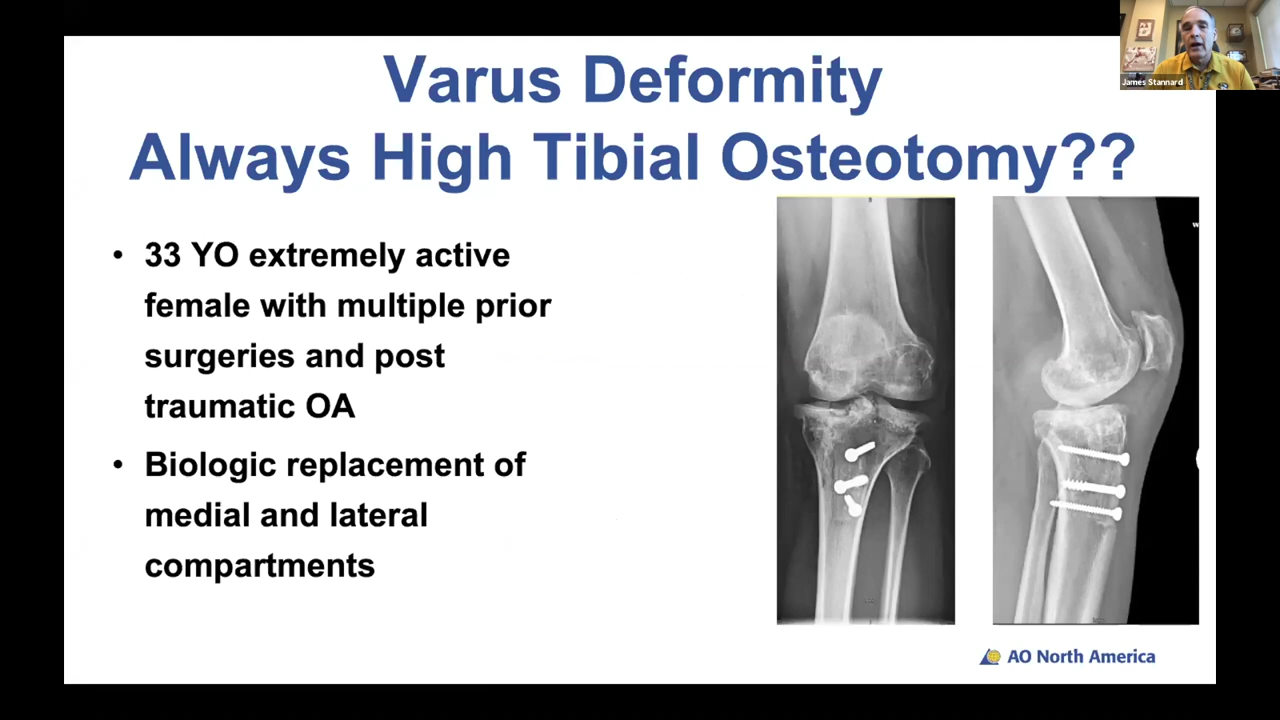 James Stannard
Varus Deformity
Always High Tibial Osteotomy??
• 33 YO extremely active
female with multiple prior
surgeries and post
traumatic OA
• Biologic replacement of
medial and lateral
compartments
W
AO North America